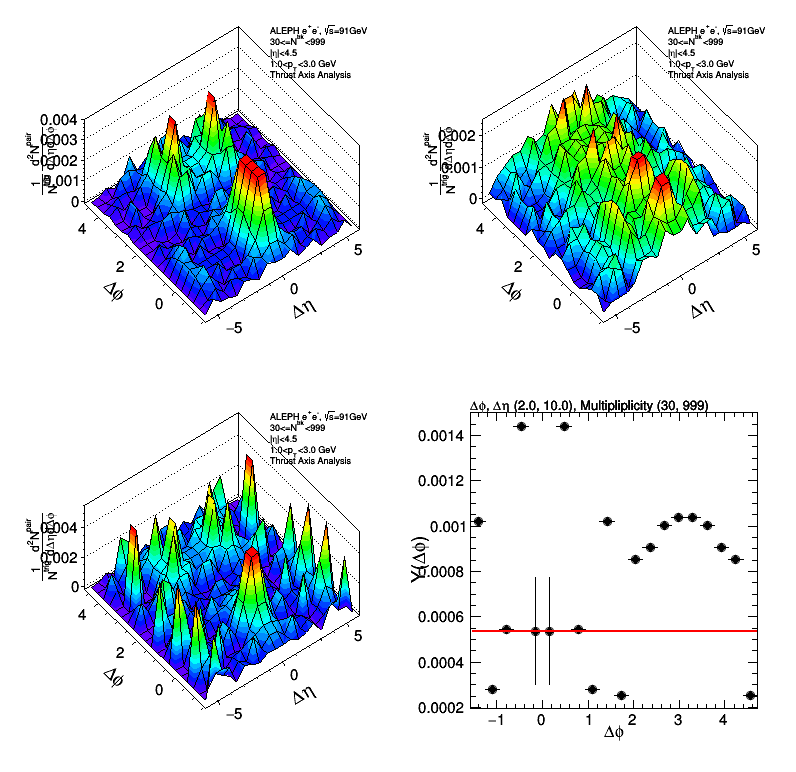 ALEPH e+e-, √s=91GeV
30<=Ntrk<999
|η|<4.5
1.0<pT<3.0 GeV
Thrust Axis Analysis
0.004
0.003
0.002
0.001
0
4
2
0
Δφ
−5
0
5
Δη
ALEPH e+e-, √s=91GeV
30<=Ntrk<999
|η|<4.5
1.0<pT<3.0 GeV
Thrust Axis Analysis
0.002
0.001
0
4
2
0
Δφ
−5
0
5
Δη
ALEPH e+e-, √s=91GeV
30<=Ntrk<999
|η|<4.5
1.0<pT<3.0 GeV
Thrust Axis Analysis
0.004
0.002
0
4
2
0
Δφ
−5
0
5
Δη
Δφ, Δη (2.0, 10.0), Multipliplicity (30, 999)
Y(Δφ)
0.0014
0.0012
0.001
0.0008
0.0006
0.0004
0.0002
−1 0 1 2 3 4
Δφ